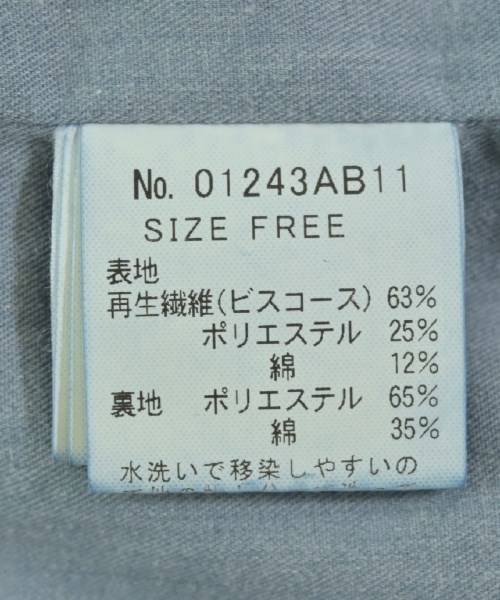 No. 01243AB11
SIZE FREE
表地
再生繊維(ビスコース) 63%
ポリエステル 25%
綿 12%
裏地 ポリエステル 65%
綿 35%
水洗いで移染しやすいの